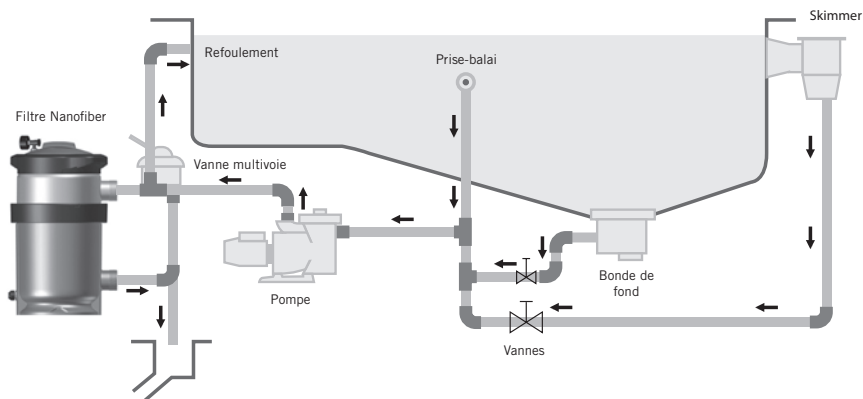 Skimmer
Refoulement
Prise-balai
Filtre Nanofiber
Vanne multivoie
Pompe
Bonde de
fond
Vannes